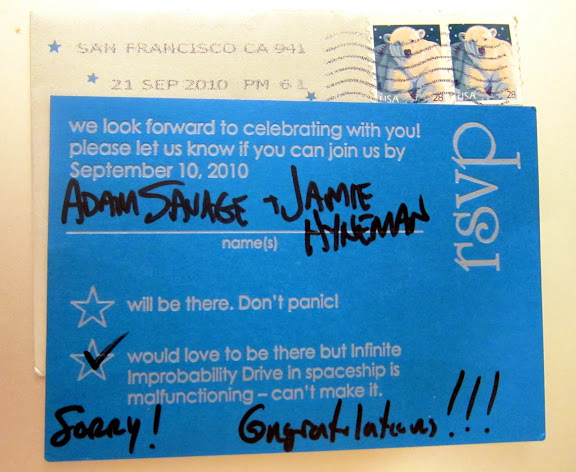 SAN FRANCISCO CA 941
21 SEP 2010 PM 6 L
USA 28
USA 28
we look forward to celebrating with you!
please let us know if you can join us by
September 10, 2010
rsvp
ADAM SAVAGE + JAMIE
HYNEMAN
name(s)
will be there. Don't panic!
would love to be there but Infinite
Improbability Drive in spaceship is
malfunctioning – can't make it.
Sorry! Congratulations!!!